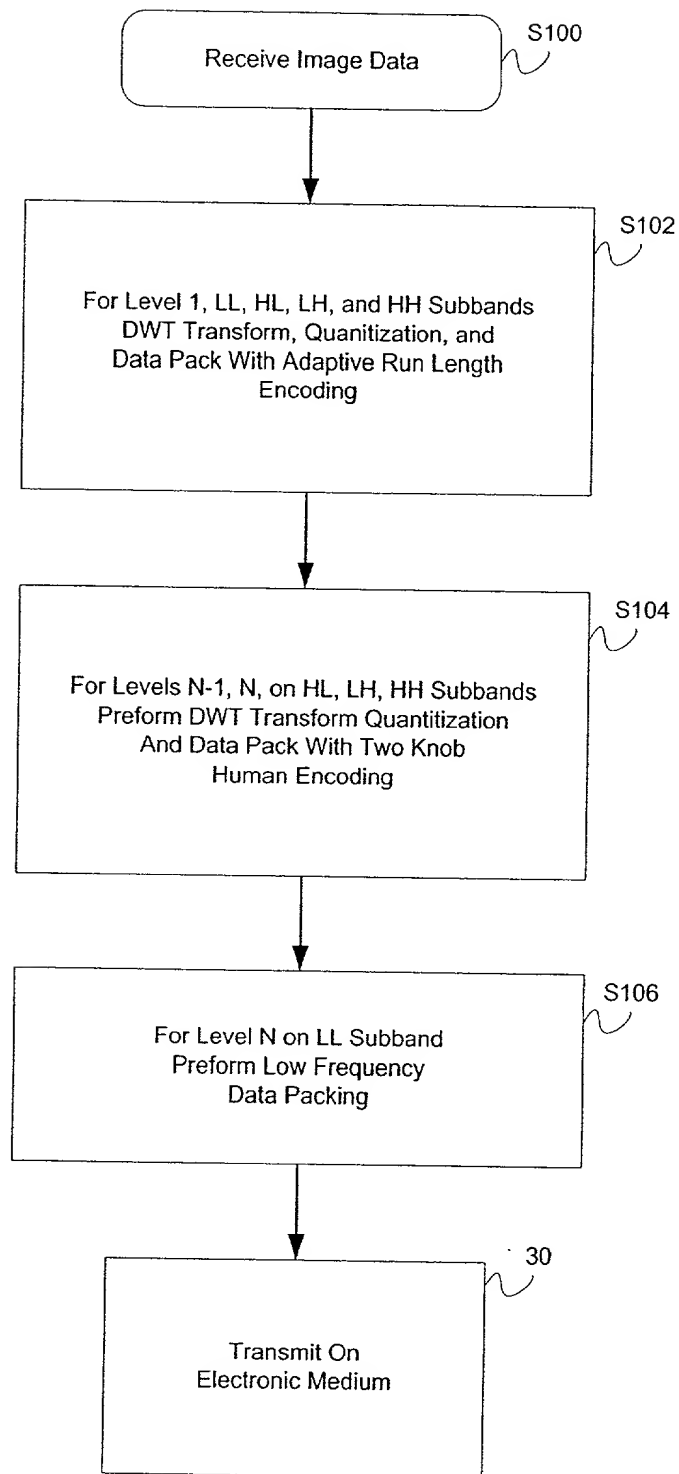 Receive Image Data
S100
S102
For Level 1, LL, HL, LH, and HH Subbands
DWT Transform, Quanitization, and
Data Pack With Adaptive Run Length
Encoding
S104
For Levels N-1, N, on HL, LH, HH Subbands
Preform DWT Transform Quantitization
And Data Pack With Two Knob
Human Encoding
S106
For Level N on LL Subband
Preform Low Frequency
Data Packing
30
Transmit On
Electronic Medium